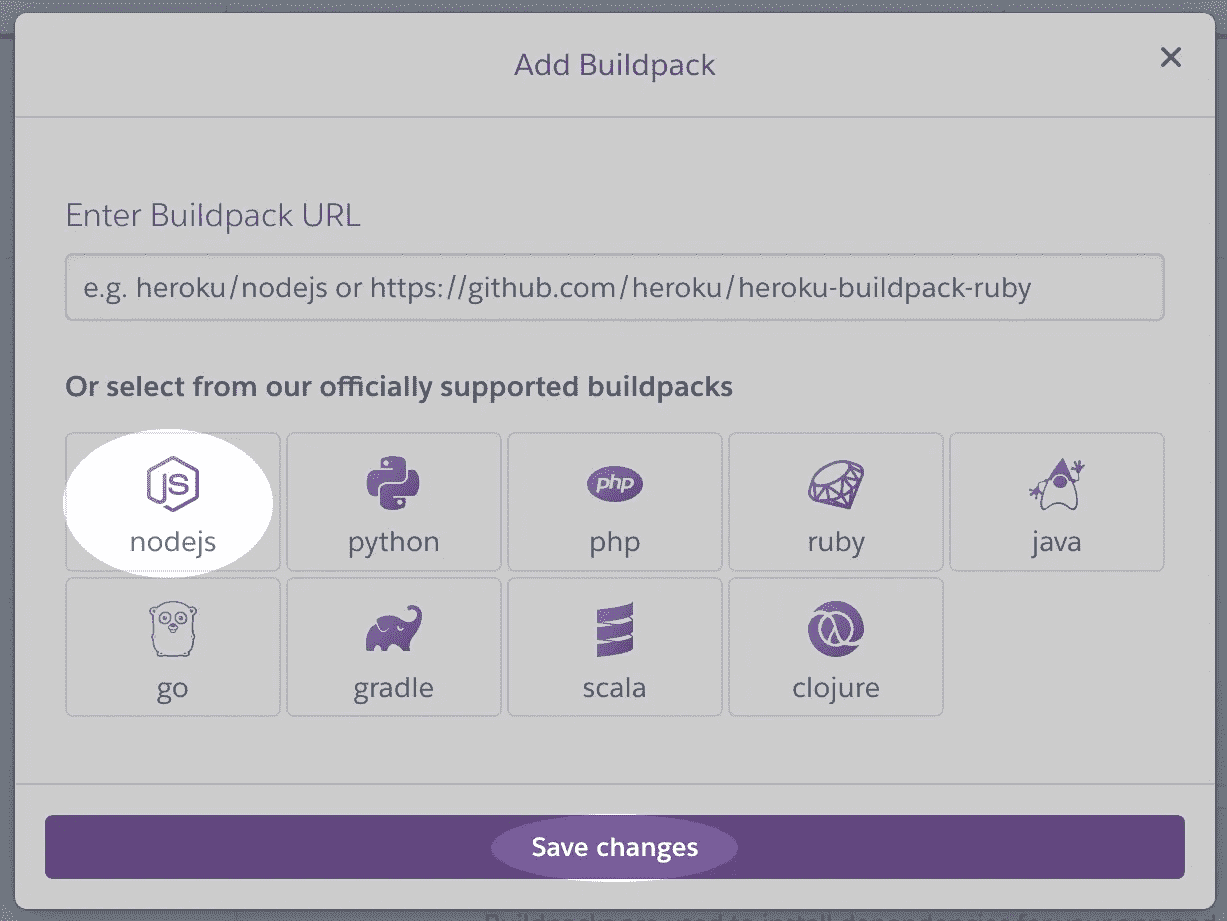 Add Buildpack
Enter Buildpack URL
e.g. heroku/nodejs or https://github.com/heroku/heroku-buildpack-ruby
Or select from our officially supported buildpacks
JS
php
nodejs python php ruby java
go gradle scala clojure
Save changes